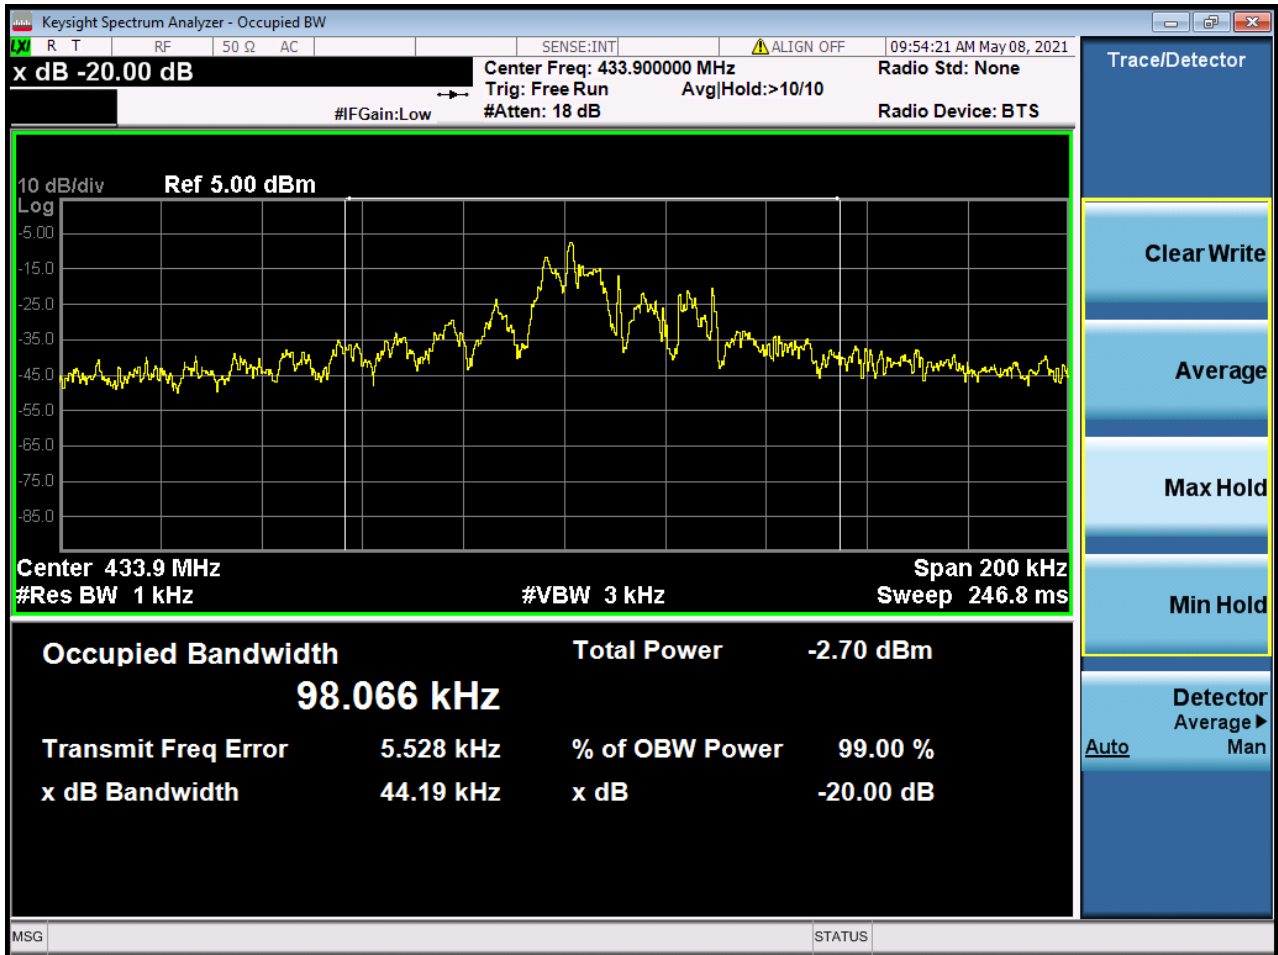 Keysight Spectrum Analyzer - Occupied BW
LXI R T RF 50 Ω AC SENSE:INT ALIGN OFF 09:54:21 AM May 08, 2021
x dB -20.00 dB
Center Freq: 433.900000 MHz Radio Std: None
Trig: Free Run Avg|Hold:>10/10
#IFGain:Low #Atten: 18 dB Radio Device: BTS
10 dB/div Ref 5.00 dBm
Log
-5.00
-15.0
-25.0
-35.0
-45.0
-55.0
-65.0
-75.0
-85.0
Center 433.9 MHz Span 200 kHz
#Res BW 1 kHz #VBW 3 kHz Sweep 246.8 ms
Occupied Bandwidth Total Power -2.70 dBm
98.066 kHz
Transmit Freq Error 5.528 kHz % of OBW Power 99.00 %
x dB Bandwidth 44.19 kHz x dB -20.00 dB
Trace/Detector
Clear Write
Average
Max Hold
Min Hold
Detector
Average
Auto Man
MSG STATUS